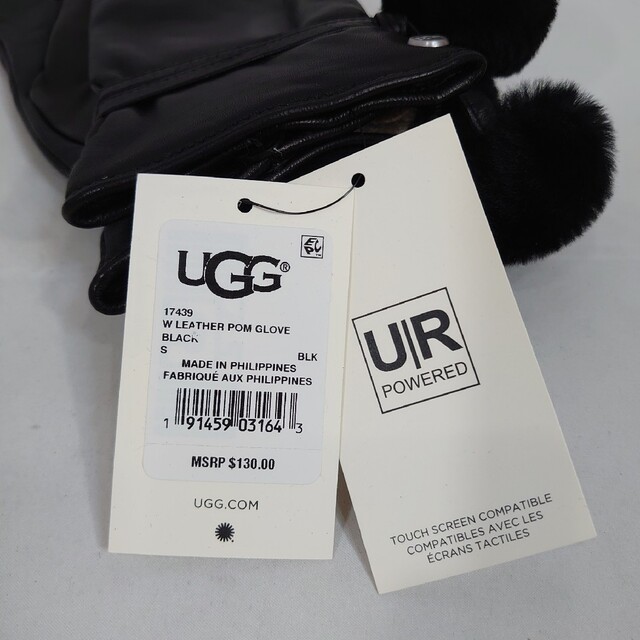 UGG®
17439
W LEATHER POM GLOVE
BLACK
S BLK
MADE IN PHILIPPINES
FABRIQUÉ AUX PHILIPPINES
1 91459 03164 3
MSRP $130.00
UGG.COM
U|R
POWERED
TOUCH SCREEN COMPATIBLE
COMPATIBLES AVEC LES
ÉCRANS TACTILES